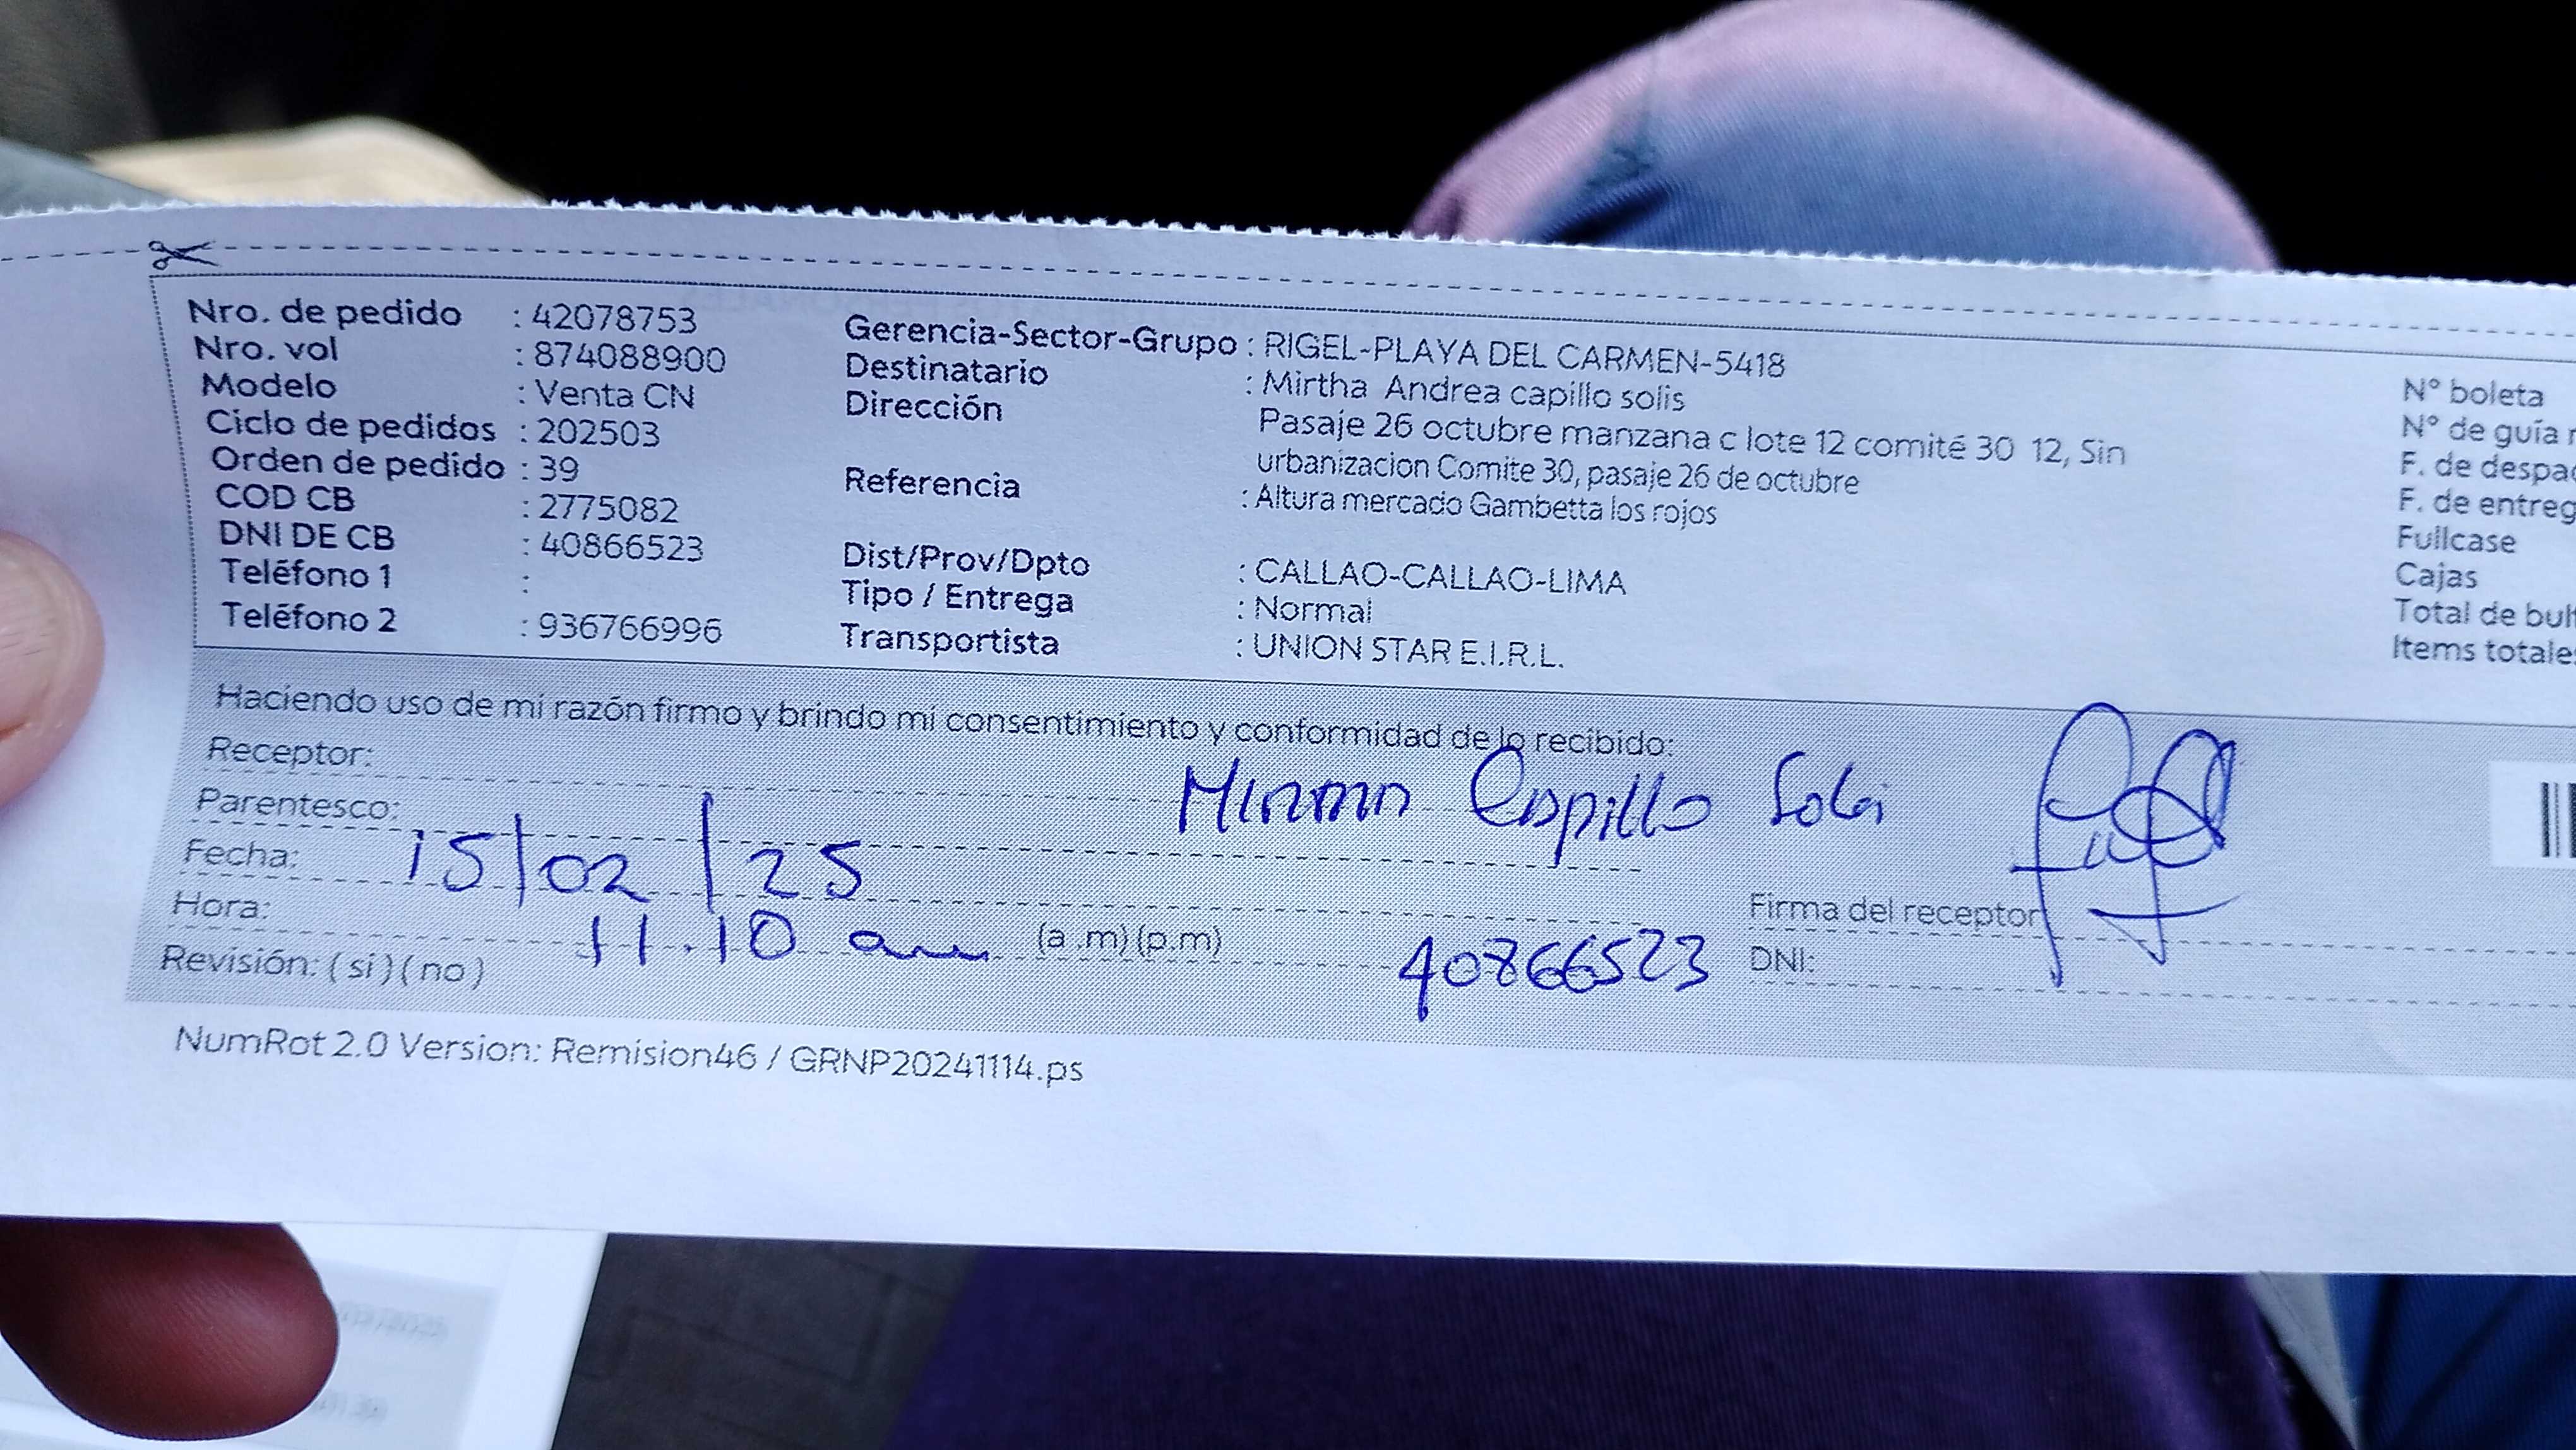 Nro. de pedido : 42078753
Nro. vol : 874088900
Modelo : Venta CN
Ciclo de pedidos : 202503
Orden de pedido : 39
COD CB : 2775082
DNI DE CB : 40866523
Teléfono 1 :
Teléfono 2 : 936766996
Gerencia-Sector-Grupo : RIGEL-PLAYA DEL CARMEN-5418
Destinatario : Mirtha Andrea capillo solis
Dirección Pasaje 26 octubre manzana c lote 12 comité 30 12, Sin
urbanizacion Comite 30, pasaje 26 de octubre
Referencia : Altura mercado Gambetta los rojos
Dist/Prov/Dpto : CALLAO-CALLAO-LIMA
Tipo / Entrega : Normal
Transportista : UNION STAR E.I.R.L.
N° boleta
N° de guía
F. de
F. de
Fullcase
Cajas
Total de
Items
Haciendo uso de mi razón firmo y brindo mi consentimiento y conformidad de lo recibido:
Receptor: Capillo
Parentesco:
Fecha: 15/02/25
Hora: 11.10 am (a.m)(p.m)
Revisión: (si)(no)
Firma del receptor
40866523 DNI:
NumRot 2.0 Version: Remision46 / GRNP20241114.ps